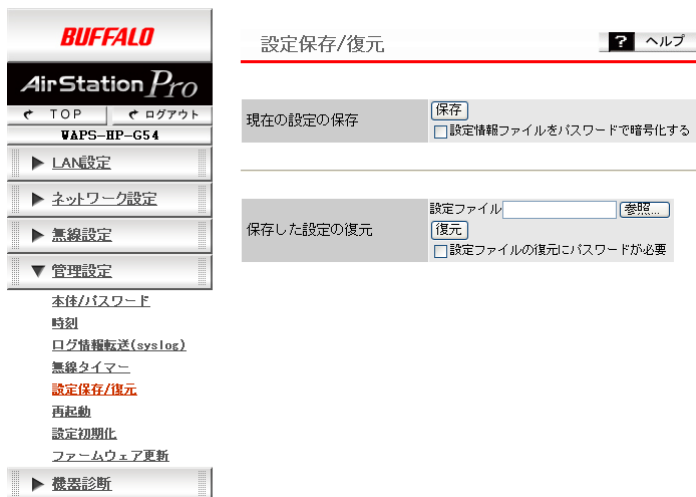 BUFFALO
AirStation Pro
TOP ログアウト
WAPS-HP-G54
LAN設定
ネットワーク設定
無線設定
管理設定
本体/パスワード
時刻
ログ情報転送(syslog)
無線タイマー
設定保存/復元
再起動
設定初期化
ファームウェア更新
機器診断
設定保存/復元
? ヘルプ
現在の設定の保存
保存
設定情報ファイルをパスワードで暗号化する
保存した設定の復元
設定ファイル 参照...
復元
設定ファイルの復元にパスワードが必要